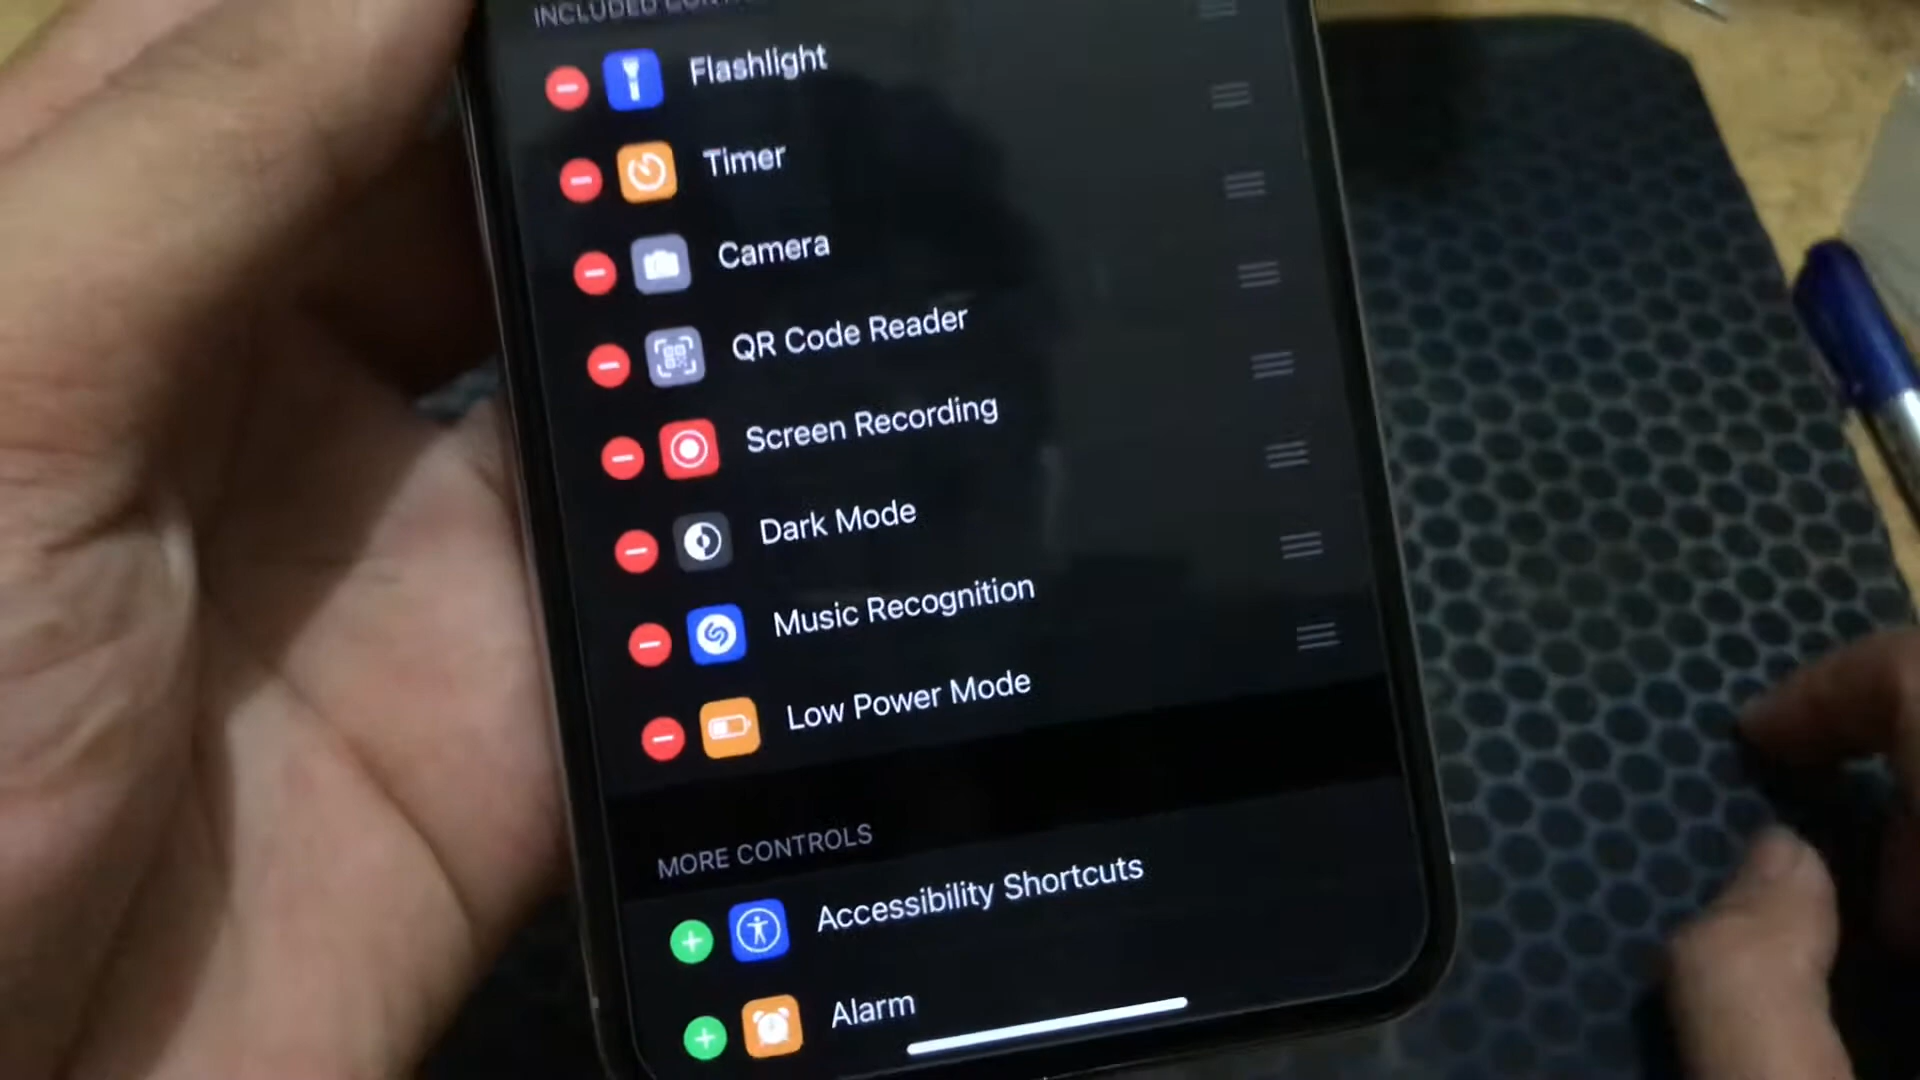 INCLUDED
Flashlight
Timer
Camera
QR Code Reader
Screen Recording
Dark Mode
Music Recognition
Low Power Mode
MORE CONTROLS
Accessibility Shortcuts
Alarm